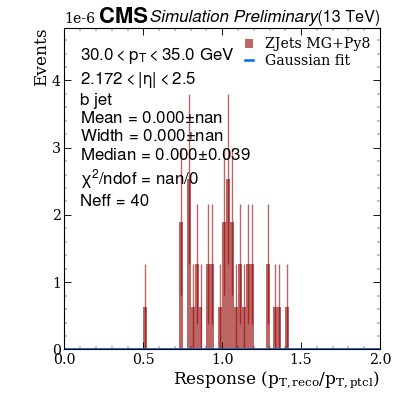 1e-6 CMS Simulation Preliminary (13 TeV)
Events
30.0 < pT < 35.0 GeV
2.172 < |η| < 2.5
b jet
Mean = 0.000±nan
Width = 0.000±nan
Median = 0.000±0.039
χ²/ndof = nan/0
Neff = 40
ZJets MG+Py8
Gaussian fit
4
3
2
1
0
0.0 0.5 1.0 1.5 2.0
Response (pT,reco/pT,ptcl)